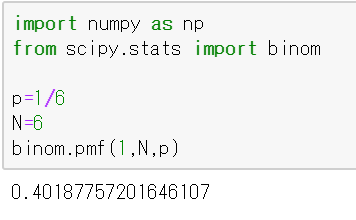 import numpy as np
from scipy.stats import binom
p=1/6
N=6
binom.pmf(1,N,p)
0.40187757201646107